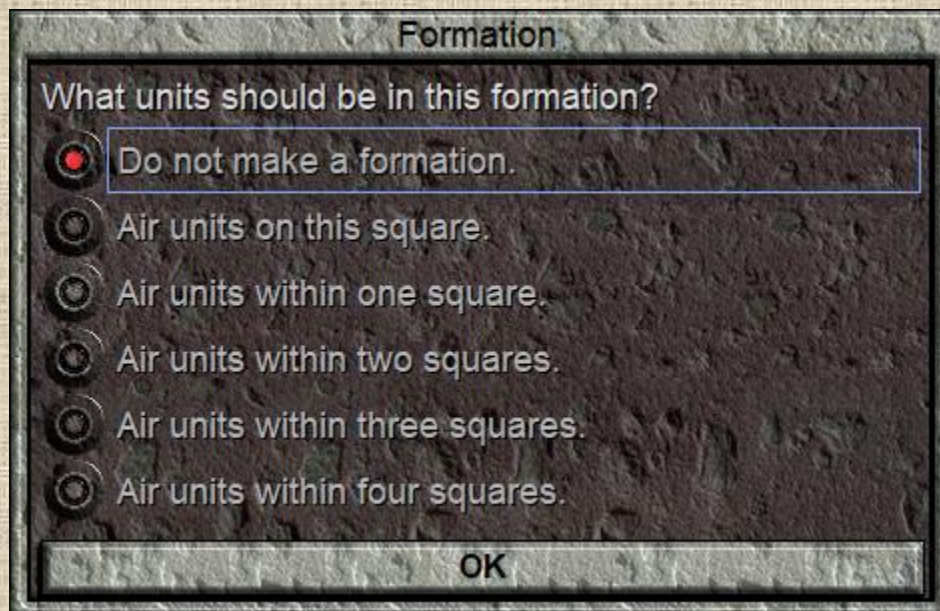 Formation
What units should be in this formation?
Do not make a formation.
Air units on this square.
Air units within one square.
Air units within two squares.
Air units within three squares.
Air units within four squares.
OK